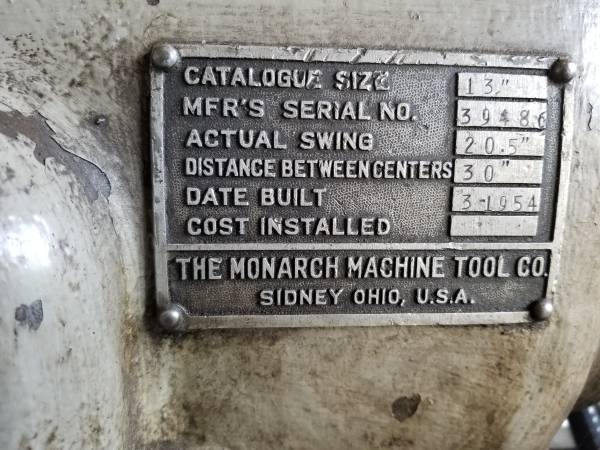 CATALOGUE SIZE 13."
MFR'S SERIAL NO. 39486
ACTUAL SWING 20.5"
DISTANCE BETWEEN CENTERS 30"
DATE BUILT 3-1954
COST INSTALLED
THE MONARCH MACHINE TOOL CO.
SIDNEY OHIO, U.S.A.